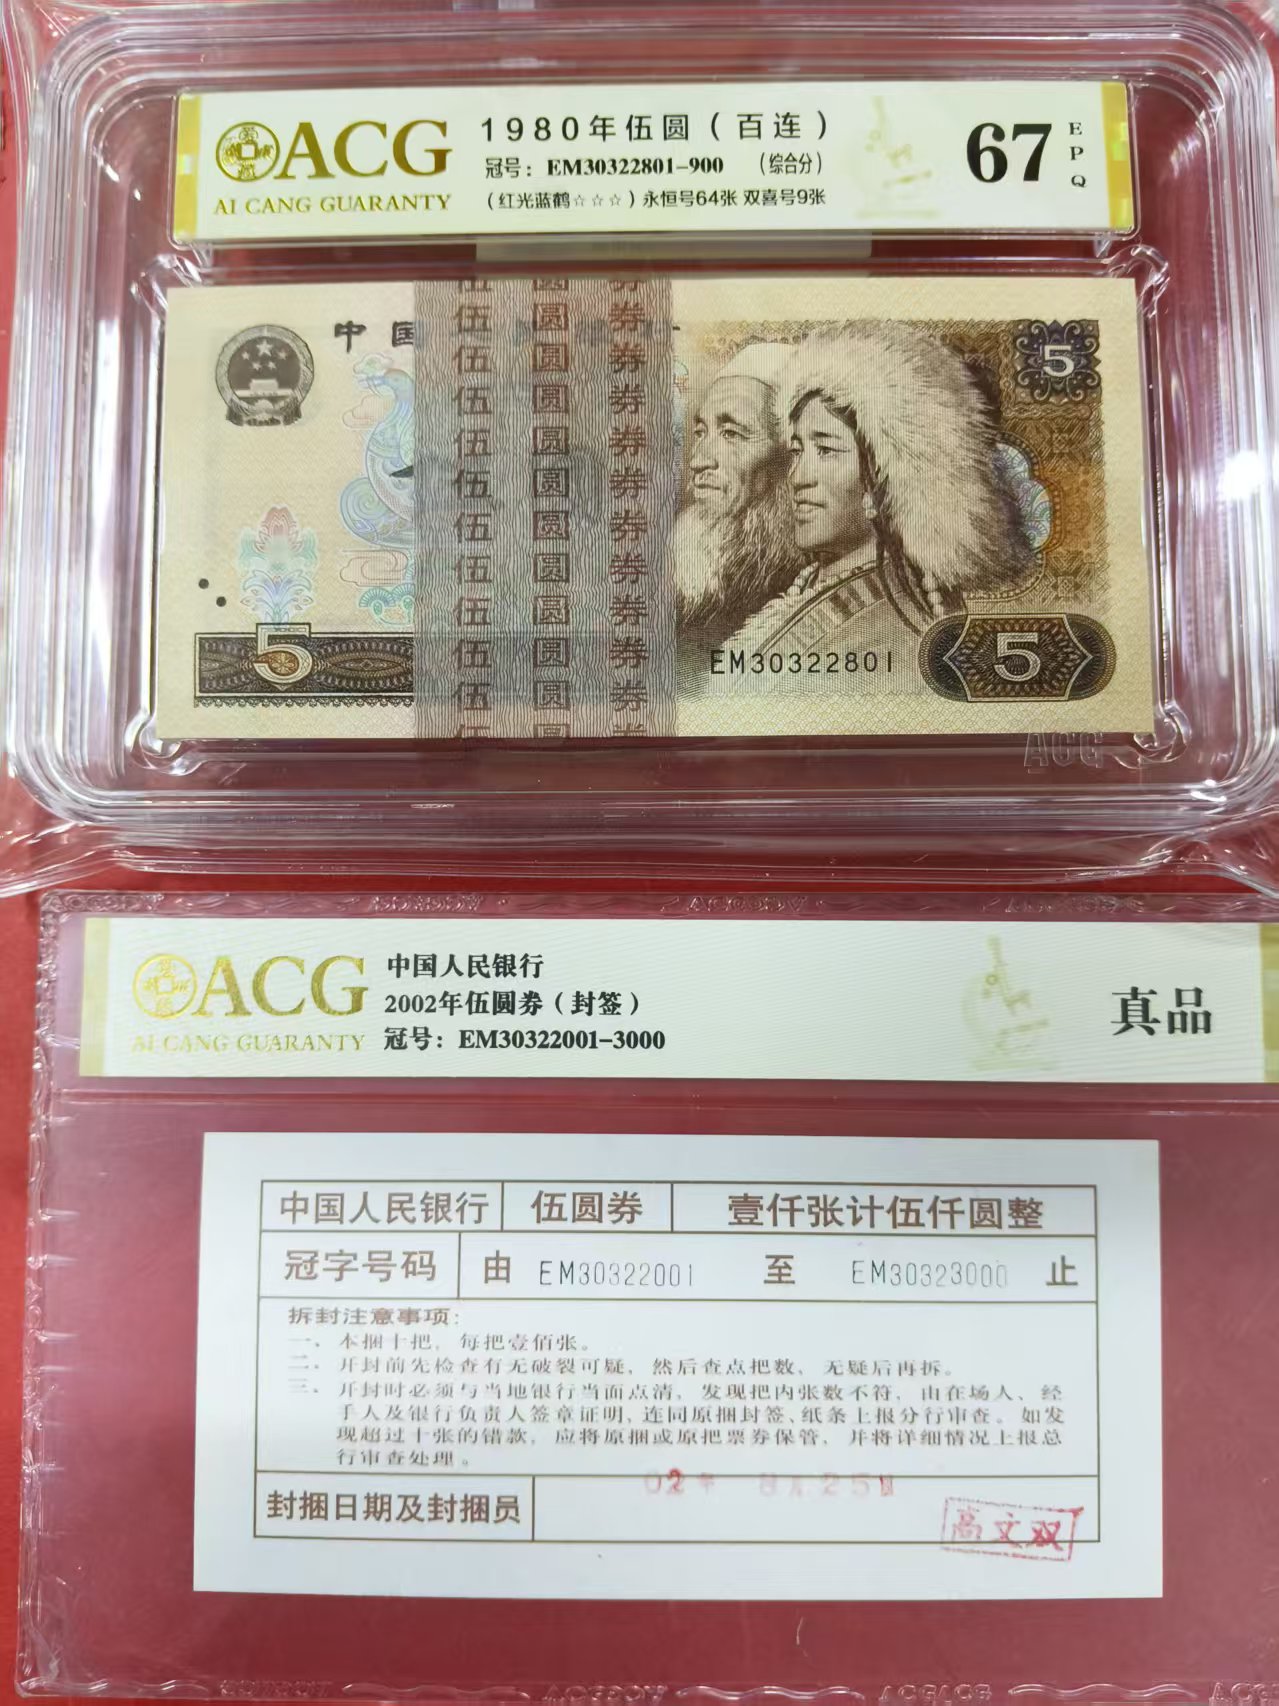 ACG
AI CANG GUARANTY
1980年伍圆（百连）
冠号：EM30322801-900 （综合分）
（红光蓝鹤☆☆☆）永恒号64张 双喜号9张
67
EPQ
中国
伍 圆 券
伍 圆 券
伍 圆 券
伍 圆 券
伍 圆 券
伍 圆 券
伍 圆 券
伍 圆 券
伍 圆 券
伍 圆 券
5
5
EM30322801
5
ACG
ACG
AI CANG GUARANTY
中国人民银行
2002年伍圆券（封签）
冠号：EM30322001-3000
真品
中国人民银行 伍圆券 壹仟张计伍仟圆整
冠字号码 由 EM30322001 至 EM30323000 止
拆封注意事项：
一、本捆十把，每把壹佰张。
二、开封前先检查有无破裂可疑，然后查点把数，无疑后再拆。
三、开封时必须与当地银行当面点清，发现把内张数不符，由在场人、经
手人及银行负责人签章证明，连同原捆封签、纸条上报分行审查。如发
现超过十张的错款，应将原捆或原把票券保管，并将详细情况上报总
行审查处理。
02年 8月25日
封捆日期及封捆员
高文双